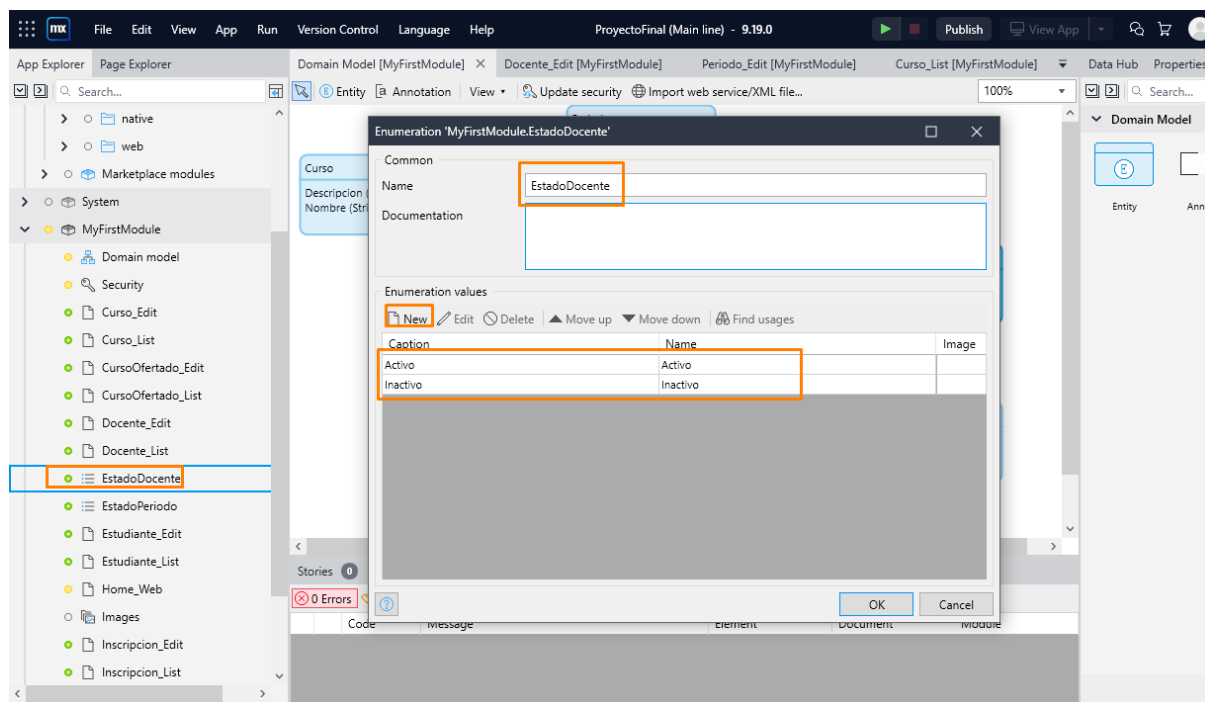 mx File Edit View App Run Version Control Language Help ProyectoFinal (Main line) - 9.19.0 Publish View App
App Explorer Page Explorer Domain Model [MyFirstModule] Docente_Edit [MyFirstModule] Periodo_Edit [MyFirstModule] Curso_List [MyFirstModule] Data Hub Properties
Search... Entity Annotation View Update security Import web service/XML file... 100% Search...
native
web
Marketplace modules
System
MyFirstModule
Domain model
Security
Curso_Edit
Curso_List
CursoOfertado_Edit
CursoOfertado_List
Docente_Edit
Docente_List
EstadoDocente
EstadoPeriodo
Estudiante_Edit
Estudiante_List
Home_Web
Images
Inscripcion_Edit
Inscripcion_List
Curso
Descripcion (
Nombre (Stri
Enumeration 'MyFirstModule.EstadoDocente'
Common
Name EstadoDocente
Documentation
Enumeration values
New Edit Delete Move up Move down Find usages
Caption Name Image
Activo Activo
Inactivo Inactivo
OK Cancel
Stories 0
0 Errors
Code Message Element Document Module
Domain Model
E
Entity Ann